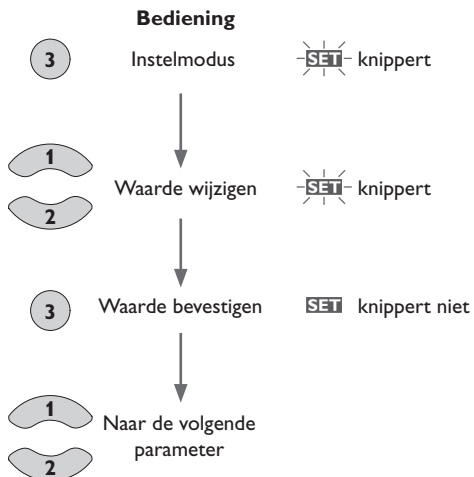 Bediening
3 Instelmodus SET knippert
1
2 Waarde wijzigen SET knippert
3 Waarde bevestigen SET knippert niet
1
2 Naar de volgende
parameter